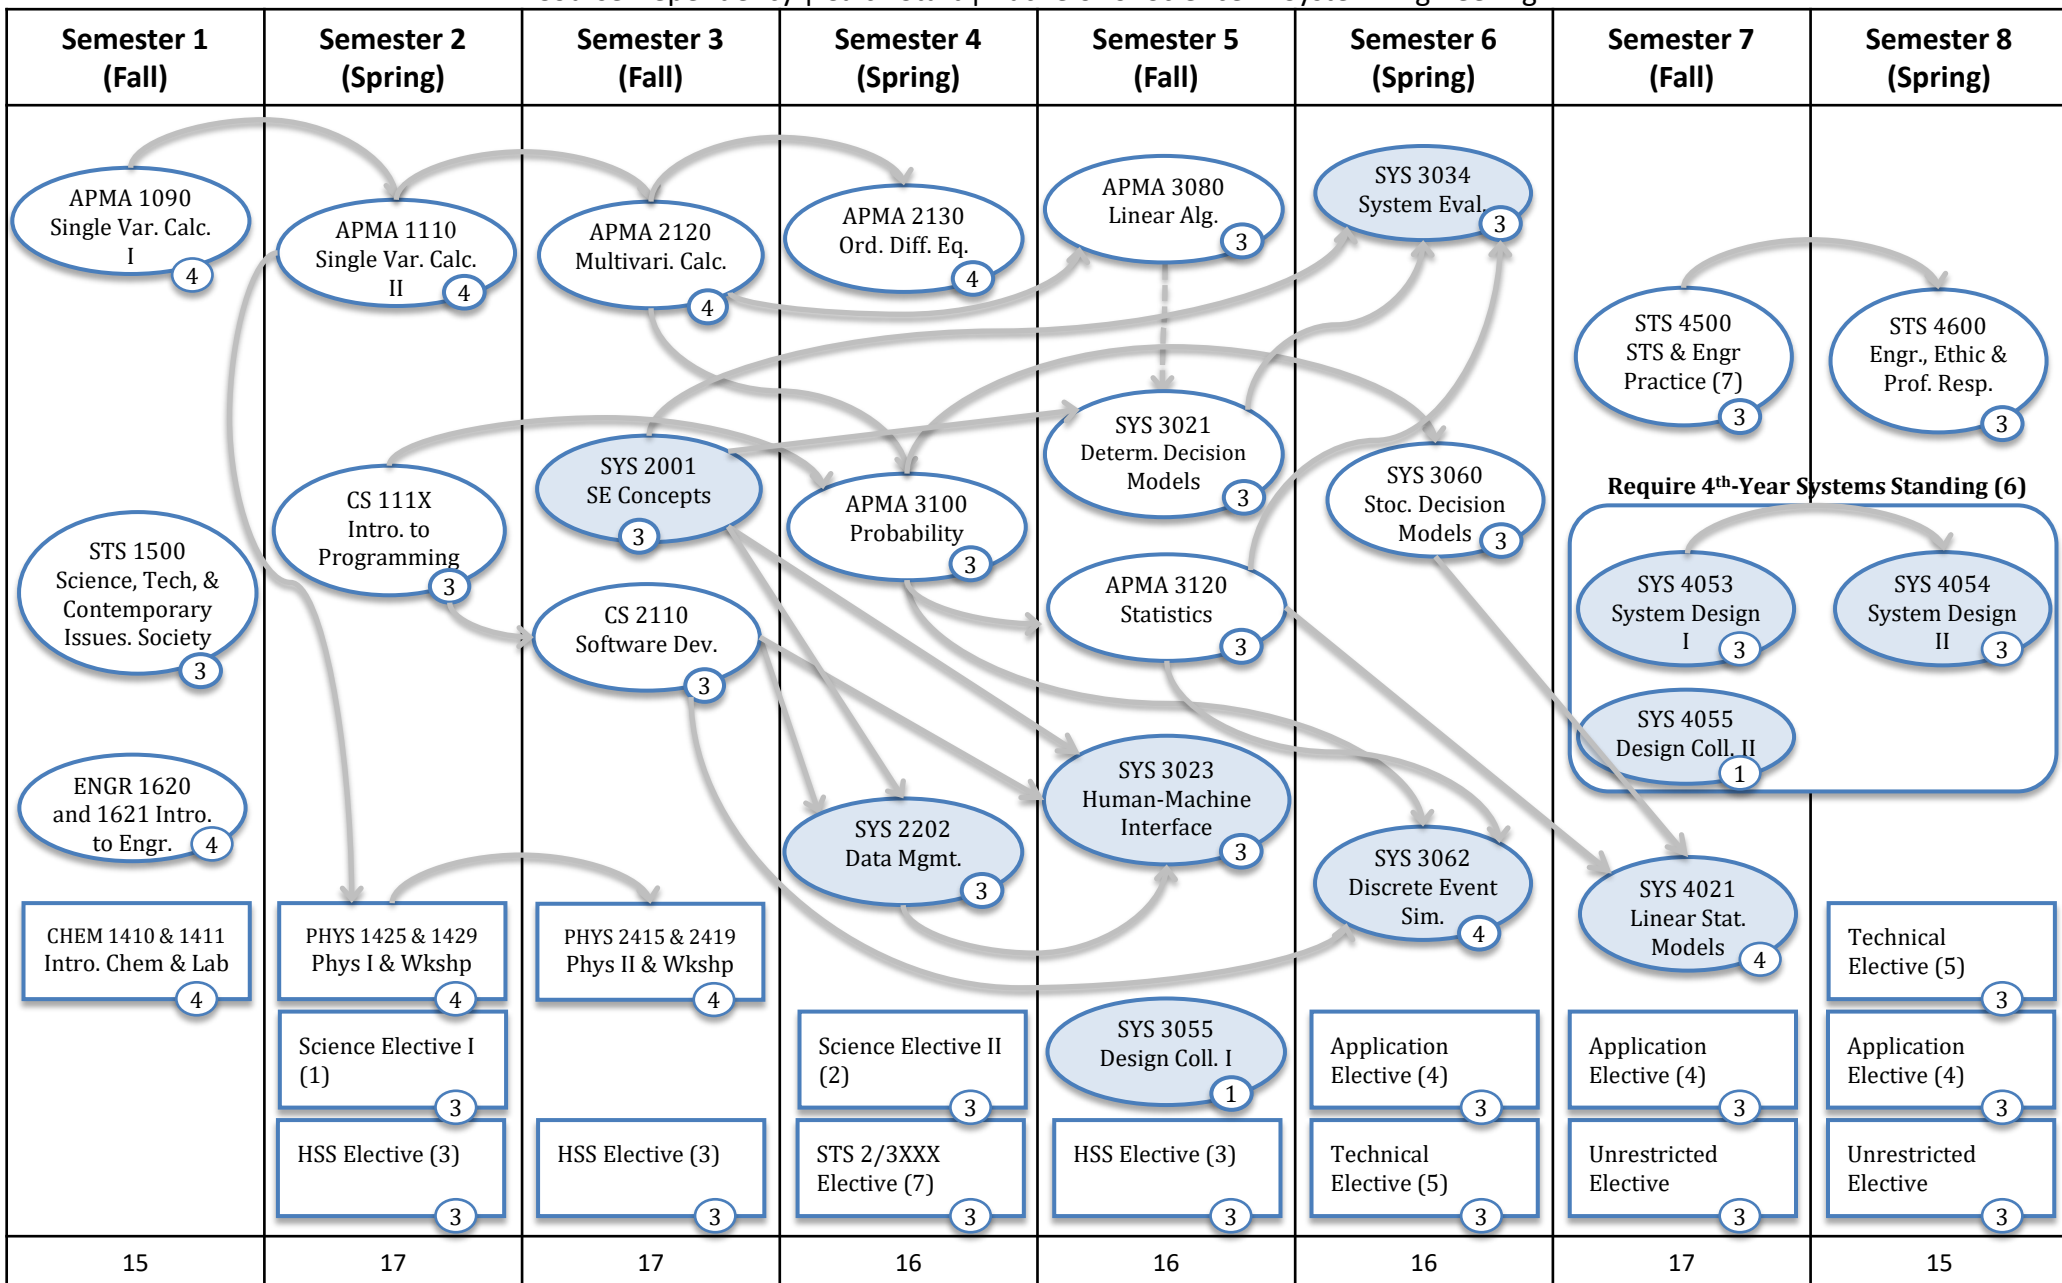 Semester 1
(Fall)
Semester 2
(Spring)
Semester 3
(Fall)
Semester 4
(Spring)
Semester 5
(Fall)
Semester 6
(Spring)
Semester 7
(Fall)
Semester 8
(Spring)
APMA 1090
Single Var. Calc.
I
4
STS 1500
Science, Tech, &
Contemporary
Issues. Society
3
ENGR 1620
and 1621 Intro.
to Engr.
4
CHEM 1410 & 1411
Intro. Chem & Lab
4
15
APMA 1110
Single Var. Calc.
II
4
CS 111X
Intro. to
Programming
3
PHYS 1425 & 1429
Phys I & Wkshp
4
Science Elective I
(1)
3
HSS Elective (3)
3
17
APMA 2120
Multivari. Calc.
4
SYS 2001
SE Concepts
3
CS 2110
Software Dev.
3
PHYS 2415 & 2419
Phys II & Wkshp
4
HSS Elective (3)
3
17
APMA 2130
Ord. Diff. Eq.
4
APMA 3100
Probability
3
SYS 2202
Data Mgmt.
3
Science Elective II
(2)
3
STS 2/3XXX
Elective (7)
3
16
APMA 3080
Linear Alg.
3
SYS 3021
Determ. Decision
Models
3
APMA 3120
Statistics
3
SYS 3023
Human-Machine
Interface
3
SYS 3055
Design Coll. I
1
HSS Elective (3)
3
16
SYS 3034
System Eval.
3
SYS 3060
Stoc. Decision
Models
3
SYS 3062
Discrete Event
Sim.
4
Application
Elective (4)
3
Technical
Elective (5)
3
16
STS 4500
STS & Engr
Practice (7)
3
Require 4th-Year Systems Standing (6)
SYS 4053
System Design
I
3
SYS 4055
Design Coll. II
1
SYS 4021
Linear Stat.
Models
4
Application
Elective (4)
3
Unrestricted
Elective
3
17
STS 4600
Engr., Ethic &
Prof. Resp.
3
SYS 4054
System Design
II
3
Technical
Elective (5)
3
Application
Elective (4)
3
Unrestricted
Elective
3
15